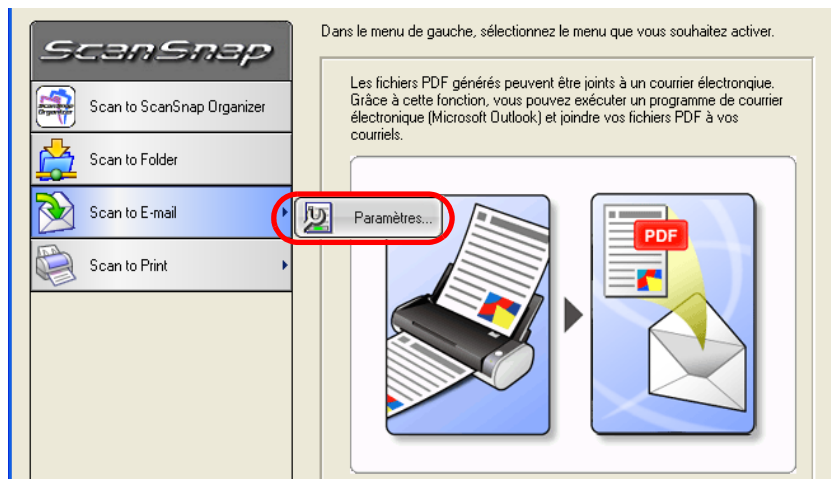 ScanSnap
Scan to ScanSnap Organizer
Scan to Folder
Scan to E-mail
Paramètres...
Scan to Print
Dans le menu de gauche, sélectionnez le menu que vous souhaitez activer.
Les fichiers PDF générés peuvent être joints à un courrier électronqiue.
Grâce à cette fonction, vous pouvez exécuter un programme de courrier
électronique (Microsoft Outlook) et joindre vos fichiers PDF à vos
courriels.
PDF